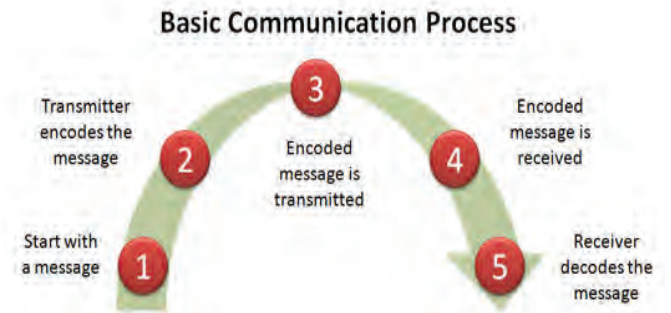 Basic Communication Process
1
Start with
a message
2
Transmitter
encodes the
message
3
Encoded
message is
transmitted
4
Encoded
message is
received
5
Receiver
decodes the
message